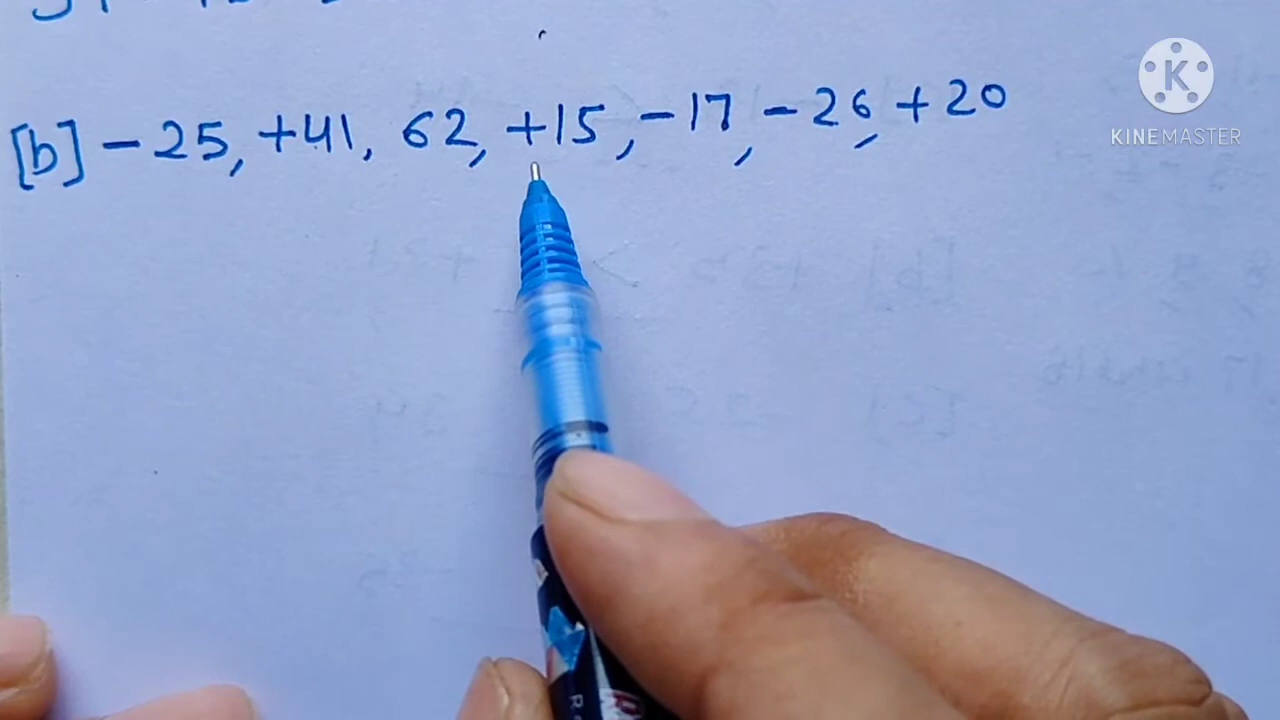 [b] - 25, +41, 62, +15, -17, -26, +20
K
KINEMASTER